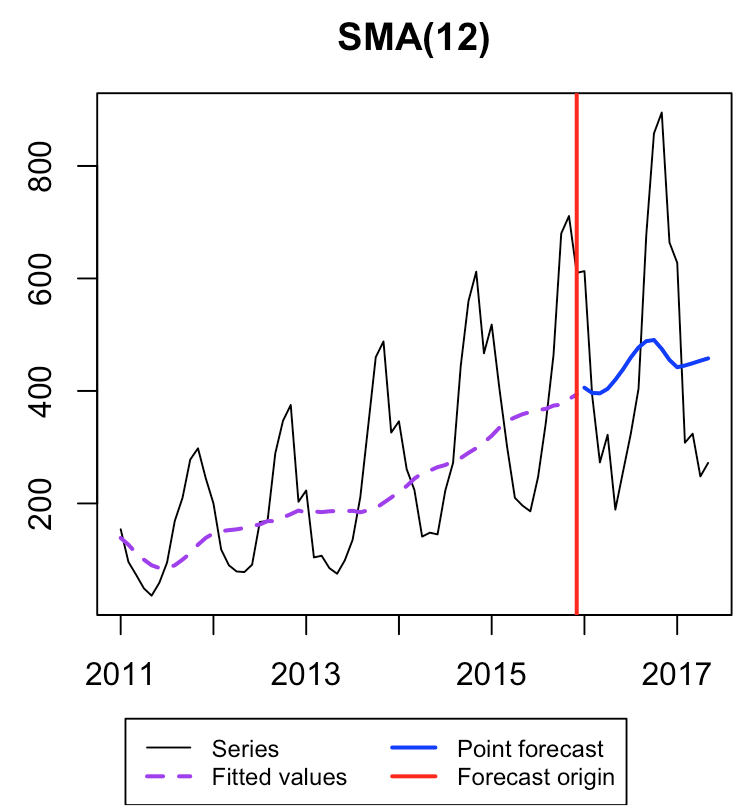 SMA(12)
800
600
400
200
2011 2013 2015 2017
Series Point forecast
Fitted values Forecast origin